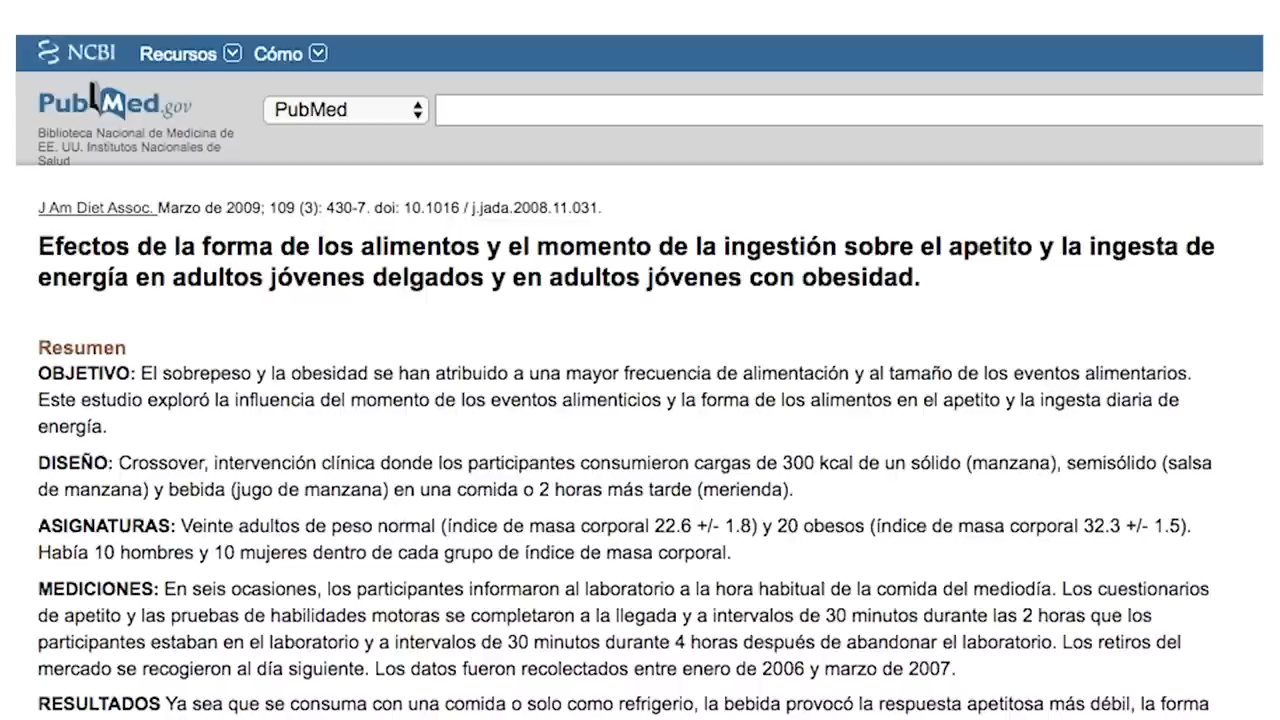 NCBI Recursos Cómo
PubMed.gov
PubMed
Biblioteca Nacional de Medicina de
EE. UU. Institutos Nacionales de
Salud
J Am Diet Assoc. Marzo de 2009; 109 (3): 430-7. doi: 10.1016 / j.jada.2008.11.031.
Efectos de la forma de los alimentos y el momento de la ingestión sobre el apetito y la ingesta de
energía en adultos jóvenes delgados y en adultos jóvenes con obesidad.
Resumen
OBJETIVO: El sobrepeso y la obesidad se han atribuido a una mayor frecuencia de alimentación y al tamaño de los eventos alimentarios.
Este estudio exploró la influencia del momento de los eventos alimenticios y la forma de los alimentos en el apetito y la ingesta diaria de
energía.
DISEÑO: Crossover, intervención clínica donde los participantes consumieron cargas de 300 kcal de un sólido (manzana), semisólido (salsa
de manzana) y bebida (jugo de manzana) en una comida o 2 horas más tarde (merienda).
ASIGNATURAS: Veinte adultos de peso normal (índice de masa corporal 22.6 +/- 1.8) y 20 obesos (índice de masa corporal 32.3 +/- 1.5).
Había 10 hombres y 10 mujeres dentro de cada grupo de índice de masa corporal.
MEDICIONES: En seis ocasiones, los participantes informaron al laboratorio a la hora habitual de la comida del mediodía. Los cuestionarios
de apetito y las pruebas de habilidades motoras se completaron a la llegada y a intervalos de 30 minutos durante las 2 horas que los
participantes estaban en el laboratorio y a intervalos de 30 minutos durante 4 horas después de abandonar el laboratorio. Los retiros del
mercado se recogieron al día siguiente. Los datos fueron recolectados entre enero de 2006 y marzo de 2007.
RESULTADOS Ya sea que se consuma con una comida o solo como refrigerio, la bebida provocó la respuesta apetitosa más débil, la forma